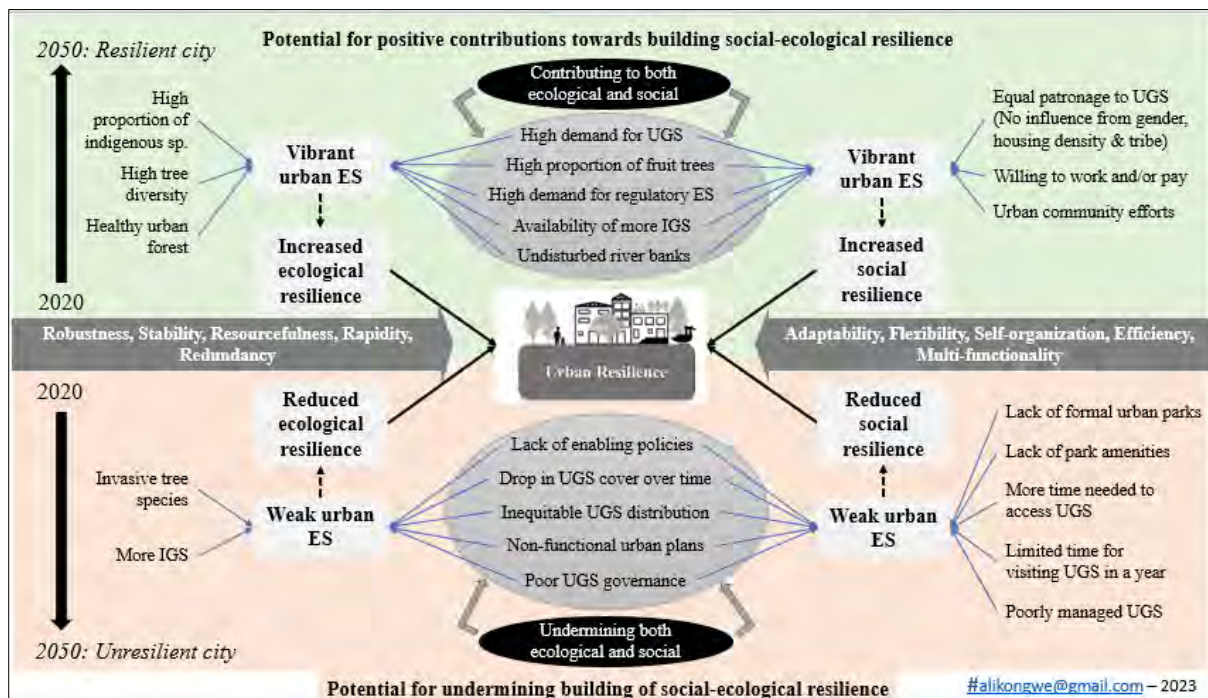 2050: Resilient city
Potential for positive contributions towards building social-ecological resilience
Contributing to both
ecological and social
High
proportion of
indigenous sp.
High tree
diversity
Healthy urban
forest
Vibrant
urban ES
Increased
ecological
resilience
High demand for UGS
High proportion of fruit trees
High demand for regulatory ES
Availability of more IGS
Undisturbed river banks
Vibrant
urban ES
Increased
social
resilience
Equal patronage to UGS
(No influence from gender,
housing density & tribe)
Willing to work and/or pay
Urban community efforts
2020
Robustness, Stability, Resourcefulness, Rapidity,
Redundancy
Urban Resilience
Adaptability, Flexibility, Self-organization, Efficiency,
Multi-functionality
2020
Reduced
ecological
resilience
Invasive tree
species
More IGS
Weak urban
ES
Lack of enabling policies
Drop in UGS cover over time
Inequitable UGS distribution
Non-functional urban plans
Poor UGS governance
Reduced
social
resilience
Weak urban
ES
Lack of formal urban parks
Lack of park amenities
More time needed to
access UGS
Limited time for
visiting UGS in a year
Poorly managed UGS
Undermining both
ecological and social
2050: Unresilient city
Potential for undermining building of social-ecological resilience
#alikongwe@gmail.com – 2023